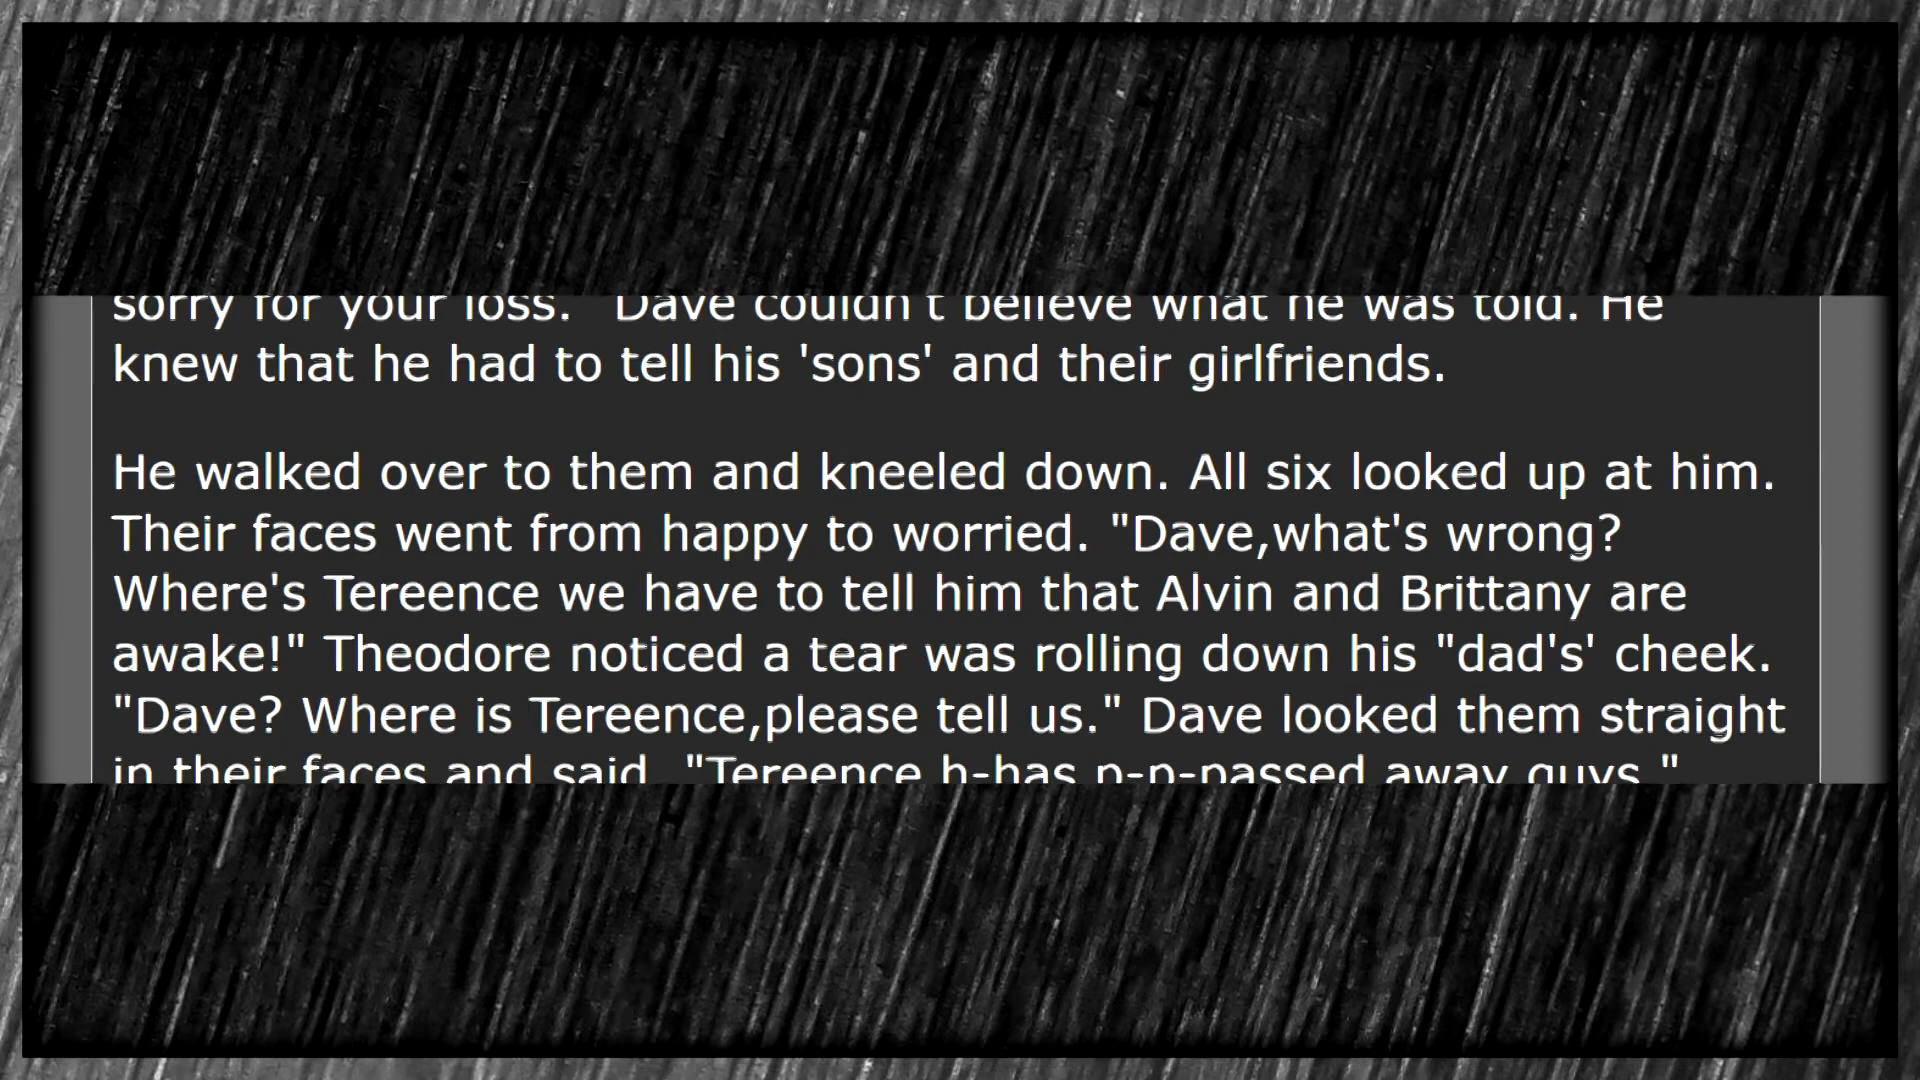 sorry for your loss." Dave couldn't believe what he was told. He
knew that he had to tell his 'sons' and their girlfriends.
He walked over to them and kneeled down. All six looked up at him.
Their faces went from happy to worried. "Dave,what's wrong?
Where's Tereence we have to tell him that Alvin and Brittany are
awake!" Theodore noticed a tear was rolling down his "dad's' cheek.
"Dave? Where is Tereence,please tell us." Dave looked them straight
in their faces and said, "Tereence h-has p-p-passed away guys."